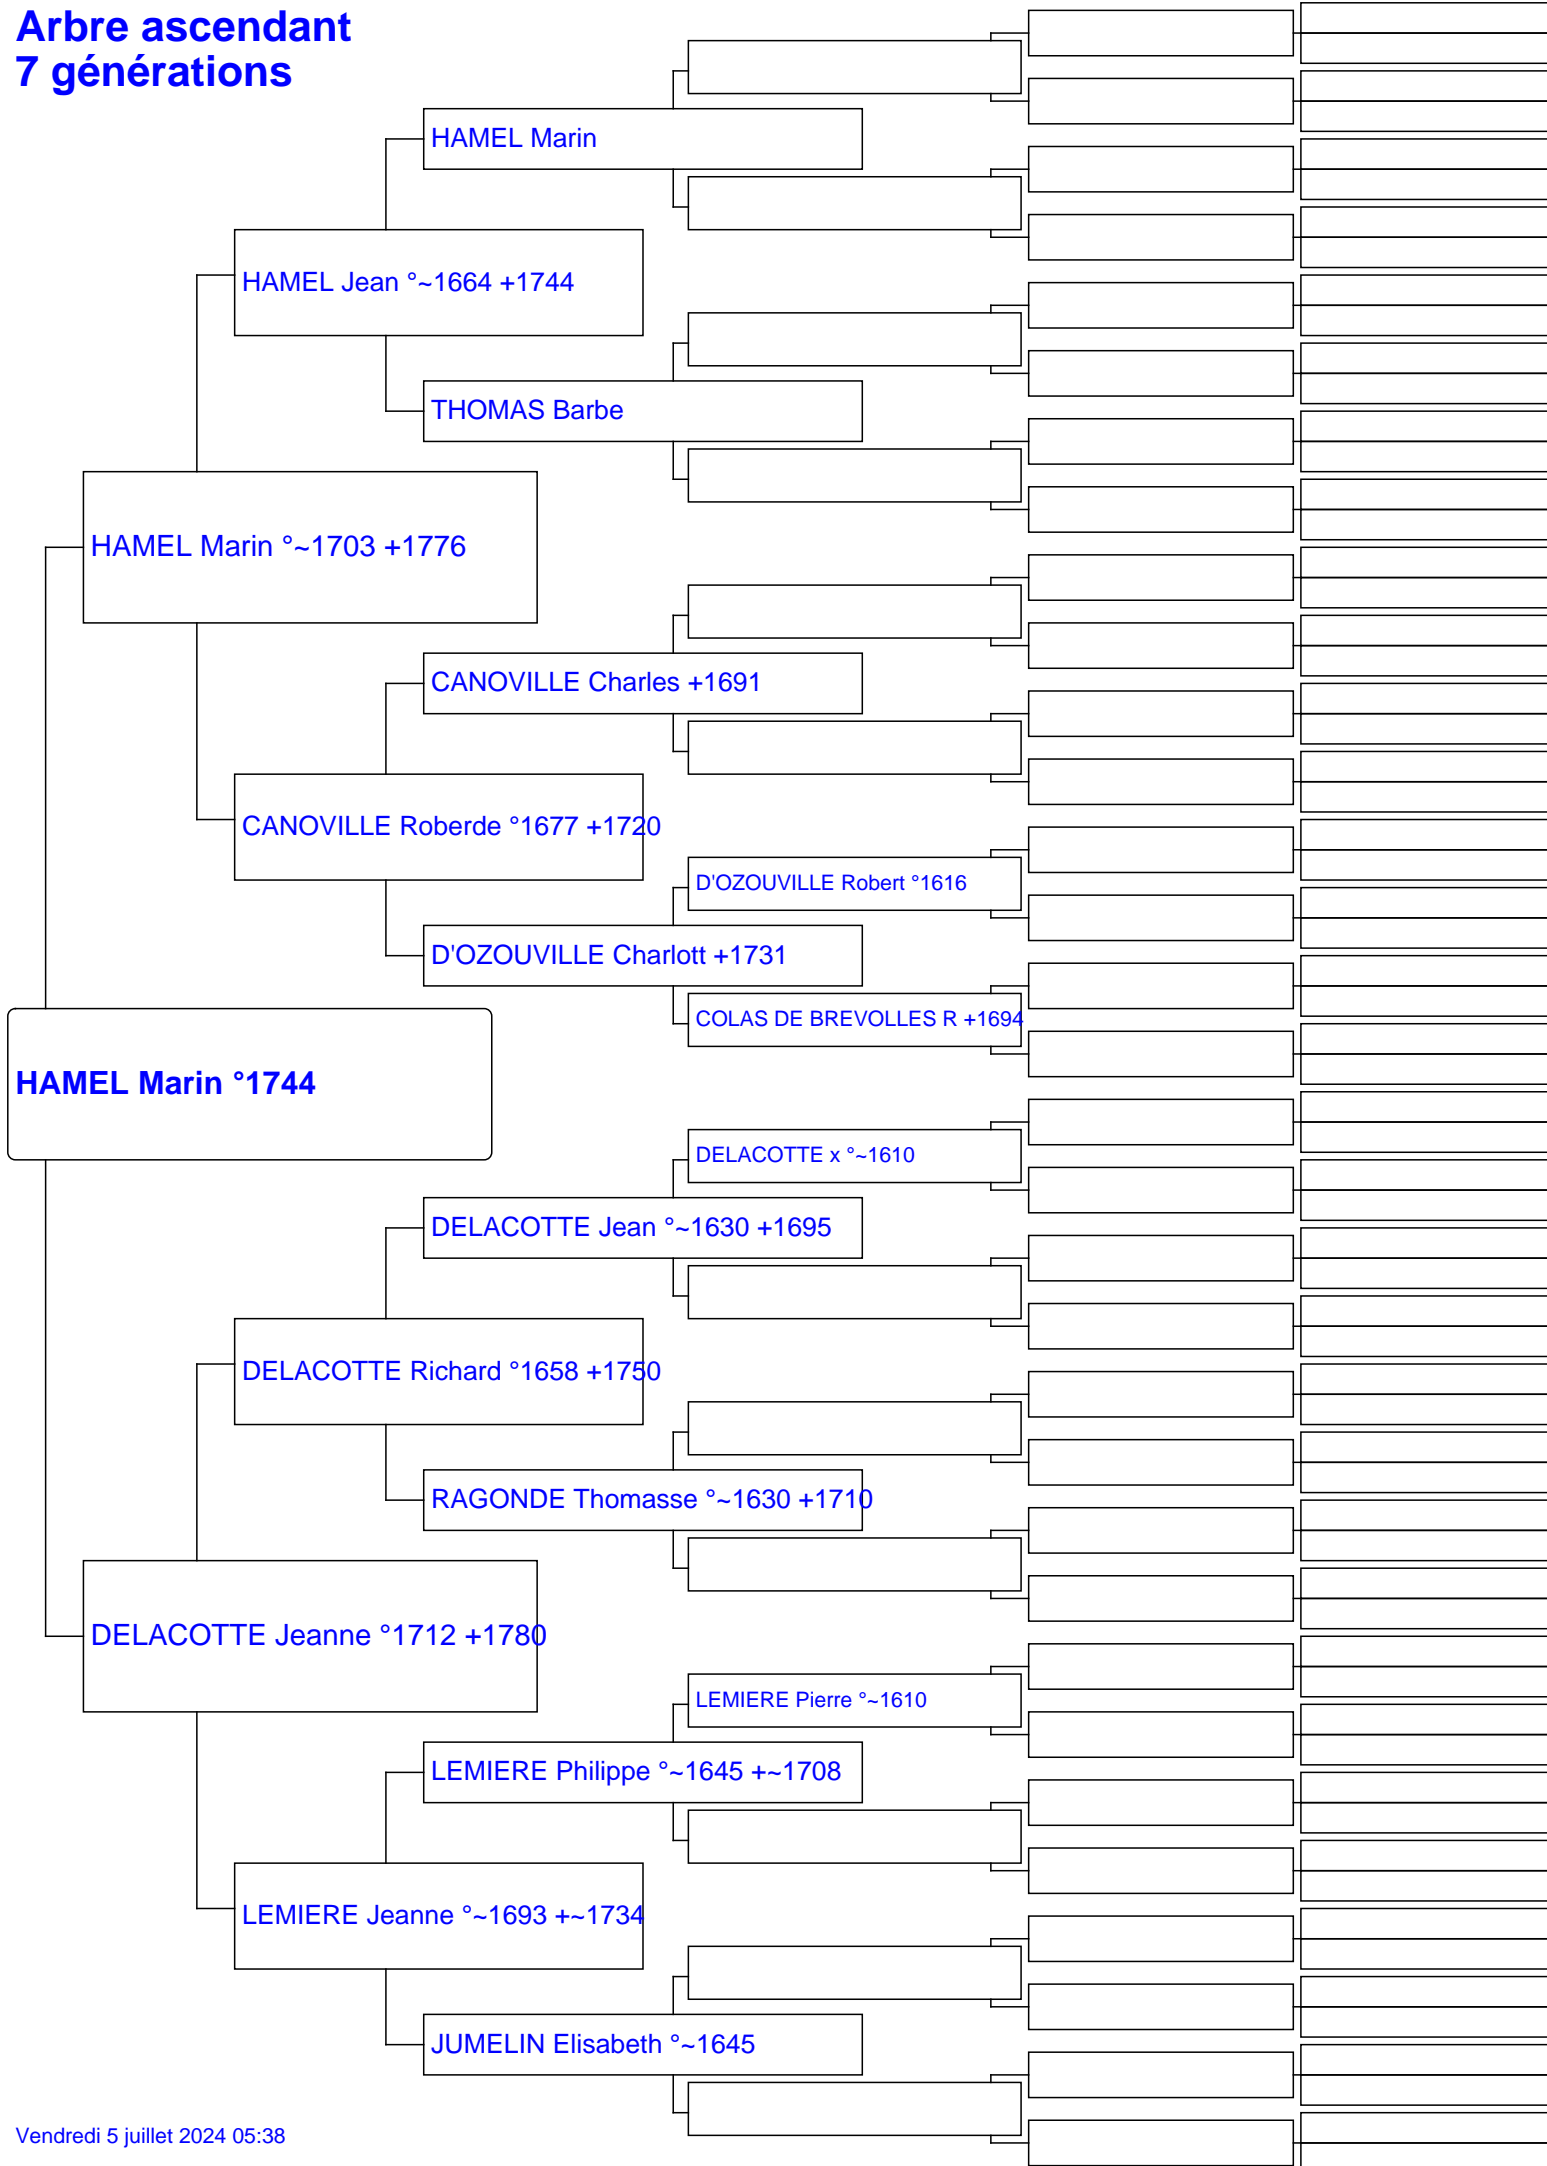 Arbre ascendant
7 générations
HAMEL Marin
HAMEL Jean °~1664 +1744
THOMAS Barbe
HAMEL Marin °~1703 +1776
CANOVILLE Charles +1691
CANOVILLE Roberde °1677 +1720
D'OZOUVILLE Robert °1616
D'OZOUVILLE Charlott +1731
COLAS DE BREVOLLES R +1694
HAMEL Marin °1744
DELACOTTE x °~1610
DELACOTTE Jean °~1630 +1695
DELACOTTE Richard °1658 +1750
RAGONDE Thomasse °~1630 +1710
DELACOTTE Jeanne °1712 +1780
LEMIERE Pierre °~1610
LEMIERE Philippe °~1645 +~1708
LEMIERE Jeanne °~1693 +~1734
JUMELIN Elisabeth °~1645
Vendredi 5 juillet 2024 05:38